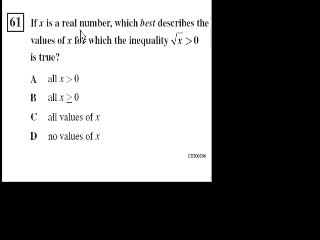 61 If x is a real number, which best describes the
values of x for which the inequality √x > 0
is true?
A all x > 0
B all x ≥ 0
C all values of x
D no values of x